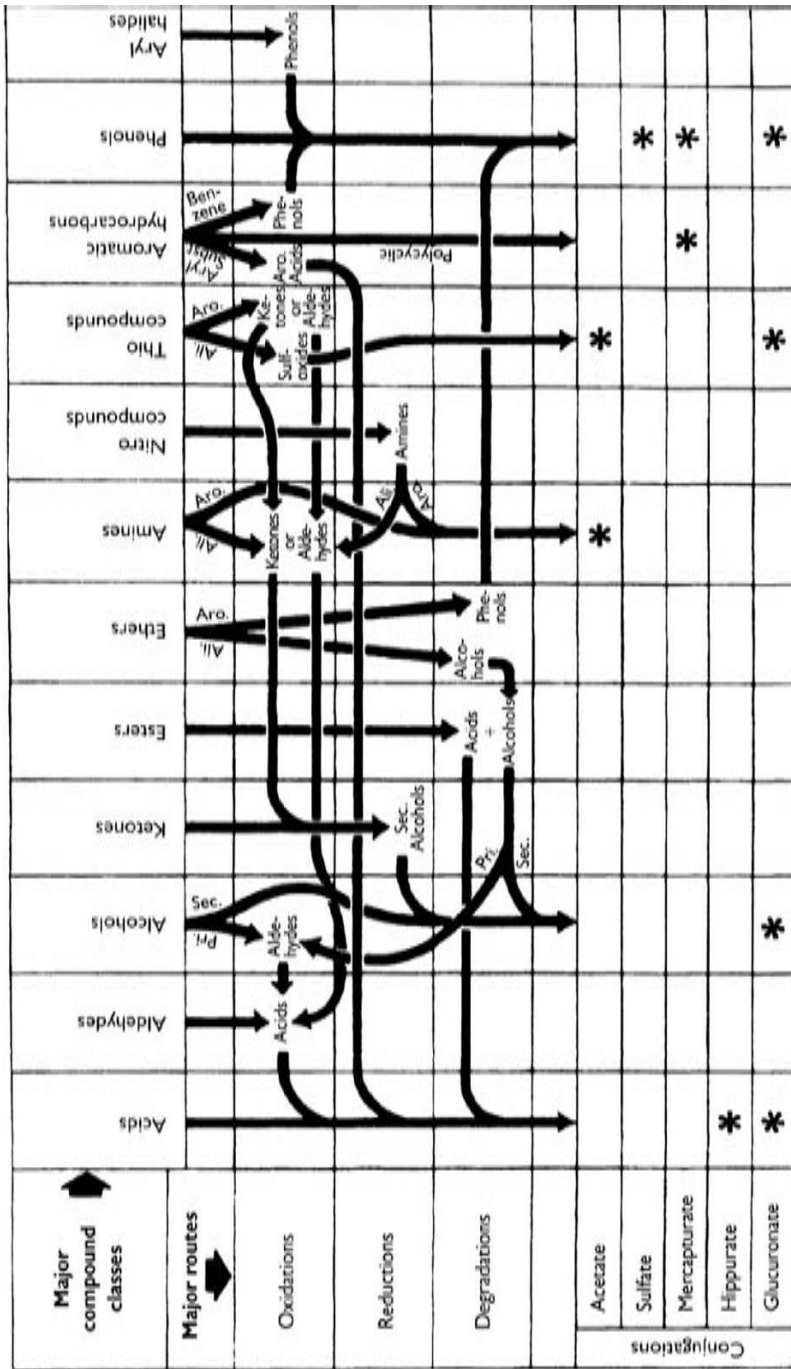 Major
compound
classes
Acids
Aldehydes
Alcohols
Ketones
Esters
Ethers
Amines
Nitro
compounds
Thio
compounds
Aromatic
hydrocarbons
Phenols
Aryl
halides
Major routes
Pri.
Sec.
Ali.
Aro.
Ali.
Aro.
Ali.
Aro.
Aryl
Subst.
Ben-
zene
Oxidations
Acids
Alde-
hydes
Ketones
or
Alde-
hydes
Sulf-
oxides
Ke-
tones
or
Alde-
hydes
Aro.
Acids
Phe-
nols
Phenols
Reductions
Sec.
Alcohols
Ali.
Aro.
Amines
Polycyclic
Degradations
Pri.
Sec.
Acids
+
Alcohols
Alco-
hols
Phe-
nols
Conjugations
Acetate
* *
Sulfate
*
Mercapturate
* *
Hippurate
*
Glucuronate
* * * *